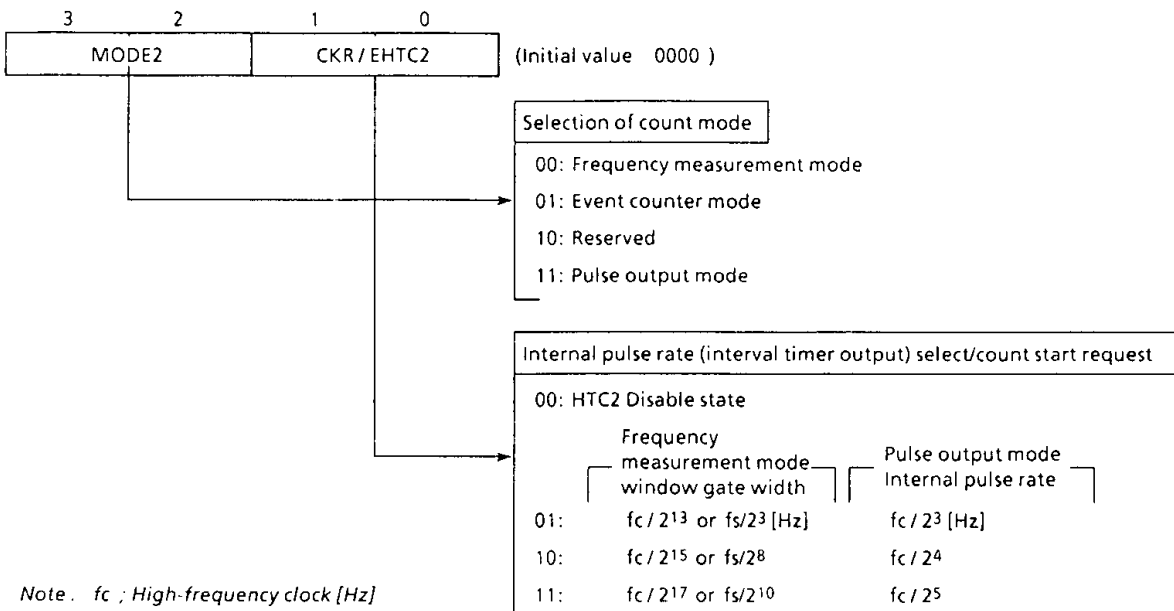 3 2 1 0
MODE2 CKR/EHTC2 (Initial value 0000 )
Selection of count mode
00: Frequency measurement mode
01: Event counter mode
10: Reserved
11: Pulse output mode
Internal pulse rate (interval timer output) select/count start request
00: HTC2 Disable state
Frequency
measurement mode
window gate width
Pulse output mode
Internal pulse rate
01: fc/2¹³ or fs/2³ [Hz] fc/2³ [Hz]
10: fc/2¹⁵ or fs/2⁸ fc/2⁴
11: fc/2¹⁷ or fs/2¹⁰ fc/2⁵
Note. fc ; High-frequency clock [Hz]